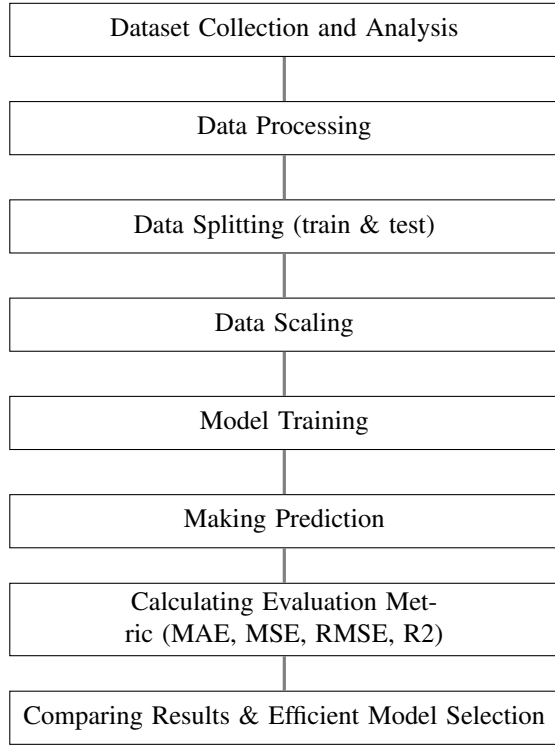 Dataset Collection and Analysis
Data Processing
Data Splitting (train & test)
Data Scaling
Model Training
Making Prediction
Calculating Evaluation Met-
ric (MAE, MSE, RMSE, R2)
Comparing Results & Efficient Model Selection